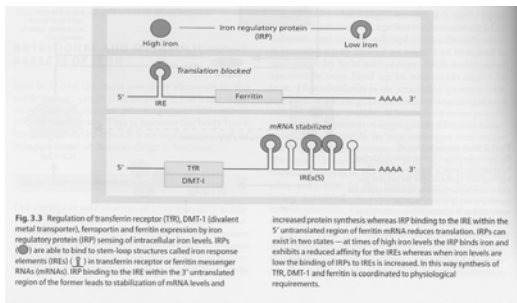 Iron regulatory protein
(IRP)
High iron
Low iron
Translation blocked
5'
Ferritin
AAAA 3'
IRE
mRNA stabilized
5'
TfR
AAAA 3'
DMT-I
IREs(5)
Fig. 3.3 Regulation of transferrin receptor (TfR), DMT-1 (divalent
metal transporter), ferroportin and ferritin expression by iron
regulatory protein (IRP) sensing of intracellular iron levels. IRPs
( ) are able to bind to stem-loop structures called iron response
elements (IREs) ( ) in transferrin receptor or ferritin messenger
RNAs (mRNAs). IRP binding to the IRE within the 3' untranslated
region of the former leads to stabilization of mRNA levels and
increased protein synthesis whereas IRP binding to the IRE within the
5' untranslated region of ferritin mRNA reduces translation. IRPs can
exist in two states — at times of high iron levels the IRP binds iron and
exhibits a reduced affinity for the IREs whereas when iron levels are
low the binding of IRPs to IREs is increased. In this way synthesis of
TfR, DMT-1 and ferritin is coordinated to physiological
requirements.